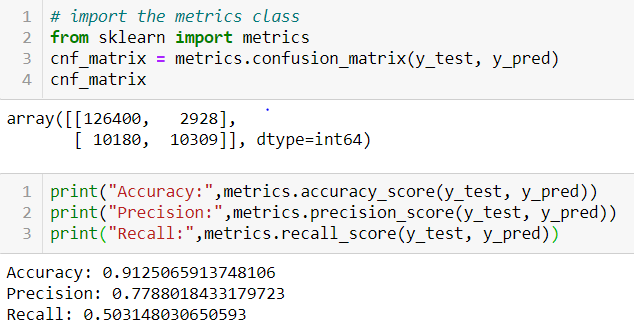 1 # import the metrics class
2 from sklearn import metrics
3 cnf_matrix = metrics.confusion_matrix(y_test, y_pred)
4 cnf_matrix
array([[126400, 2928],
[ 10180, 10309]], dtype=int64)
1 print("Accuracy:",metrics.accuracy_score(y_test, y_pred))
2 print("Precision:",metrics.precision_score(y_test, y_pred))
3 print("Recall:",metrics.recall_score(y_test, y_pred))
Accuracy: 0.9125065913748106
Precision: 0.7788018433179723
Recall: 0.503148030650593